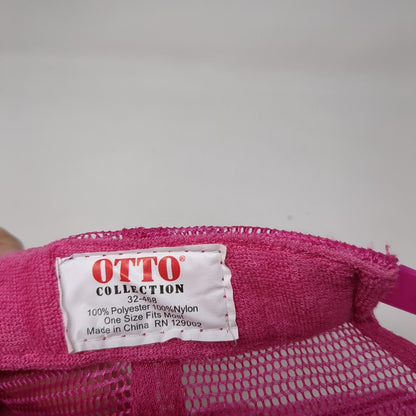 OTTO®
COLLECTION
32-468
100% Polyester 100%Nylon
One Size Fits Most
Made in China RN 129062